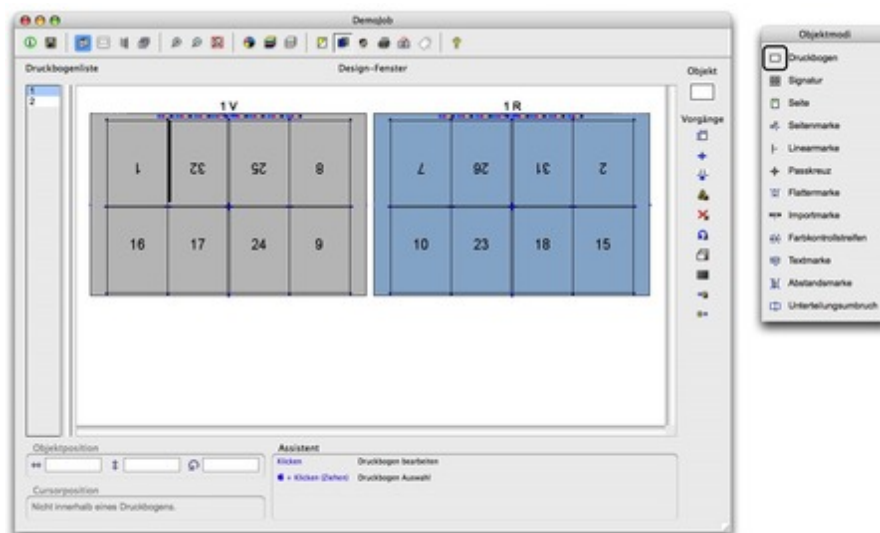 DemoJob
Druckbogenliste
Design-Fenster
Objekt
1
2
1 V
1 R
Vorgänge
1 32 25 8
7 26 31 2
16 17 24 9
10 23 18 15
Objektposition
Cursorposition
Nicht innerhalb eines Druckbogens.
Assistent
Klicken Druckbogen bearbeiten
+ Klicken (Ziehen) Druckbogen Auswahl
Objektmodi
Druckbogen
Signatur
Seite
Seitenmarke
Linearmarke
Passkreuz
Flattermarke
Importmarke
Farbkontrollstreifen
Textmarke
Abstandsmarke
Unterteilungsumbruch